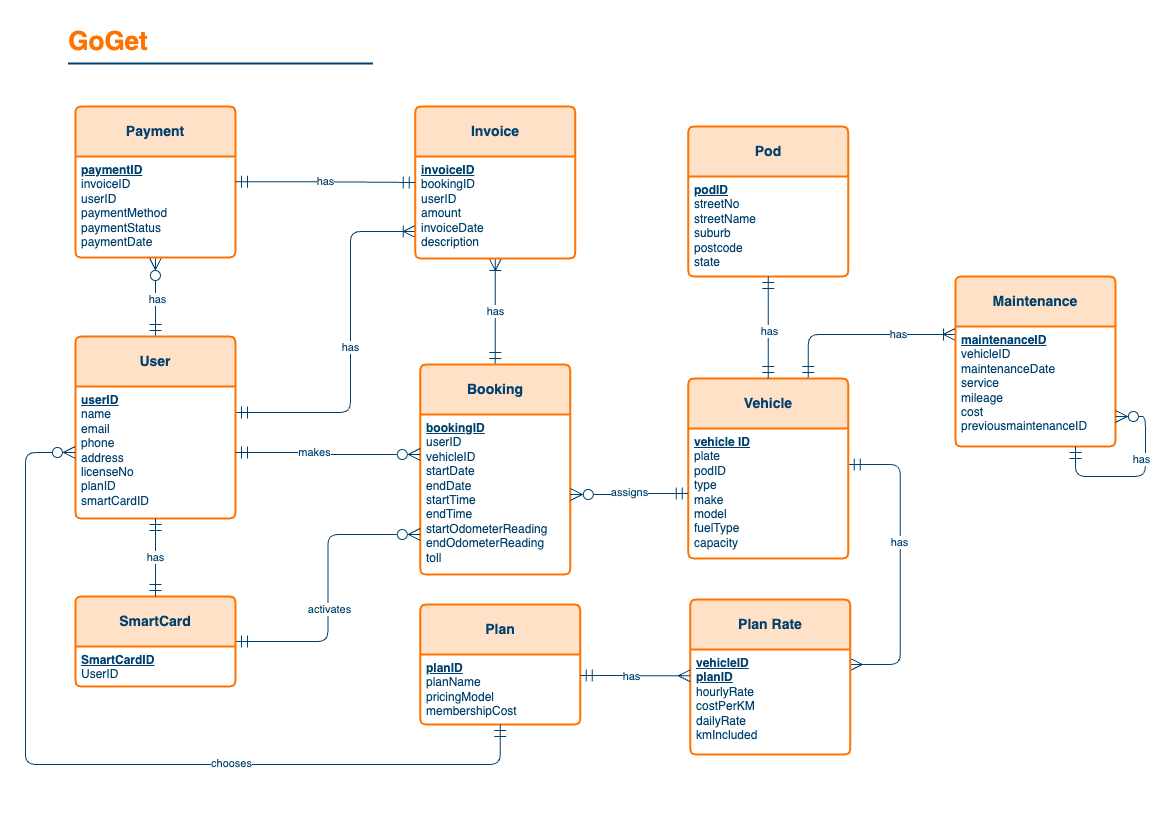 GoGet
Payment
paymentID
invoiceID
userID
paymentMethod
paymentStatus
paymentDate
has
Invoice
invoiceID
bookingID
userID
amount
invoiceDate
description
Pod
podID
streetNo
streetName
suburb
postcode
state
has
has
has
has
has
Maintenance
maintenanceID
vehicleID
maintenanceDate
service
mileage
cost
previousmaintenanceID
has
User
userID
name
email
phone
address
licenseNo
planID
smartCardID
makes
Booking
bookingID
userID
vehicleID
startDate
endDate
startTime
endTime
startOdometerReading
endOdometerReading
toll
assigns
Vehicle
vehicle ID
plate
podID
type
make
model
fuelType
capacity
has
has
activates
SmartCard
SmartCardID
UserID
Plan
planID
planName
pricingModel
membershipCost
has
Plan Rate
vehicleID
planID
hourlyRate
costPerKM
dailyRate
kmIncluded
chooses